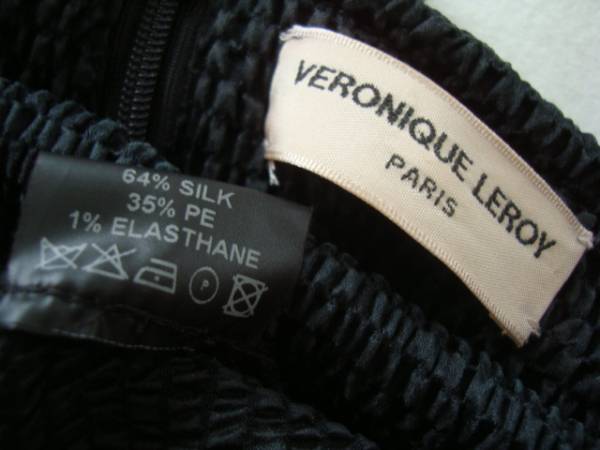 VERONIQUE LEROY
PARIS
64% SILK
35% PE
1% ELASTHANE
P